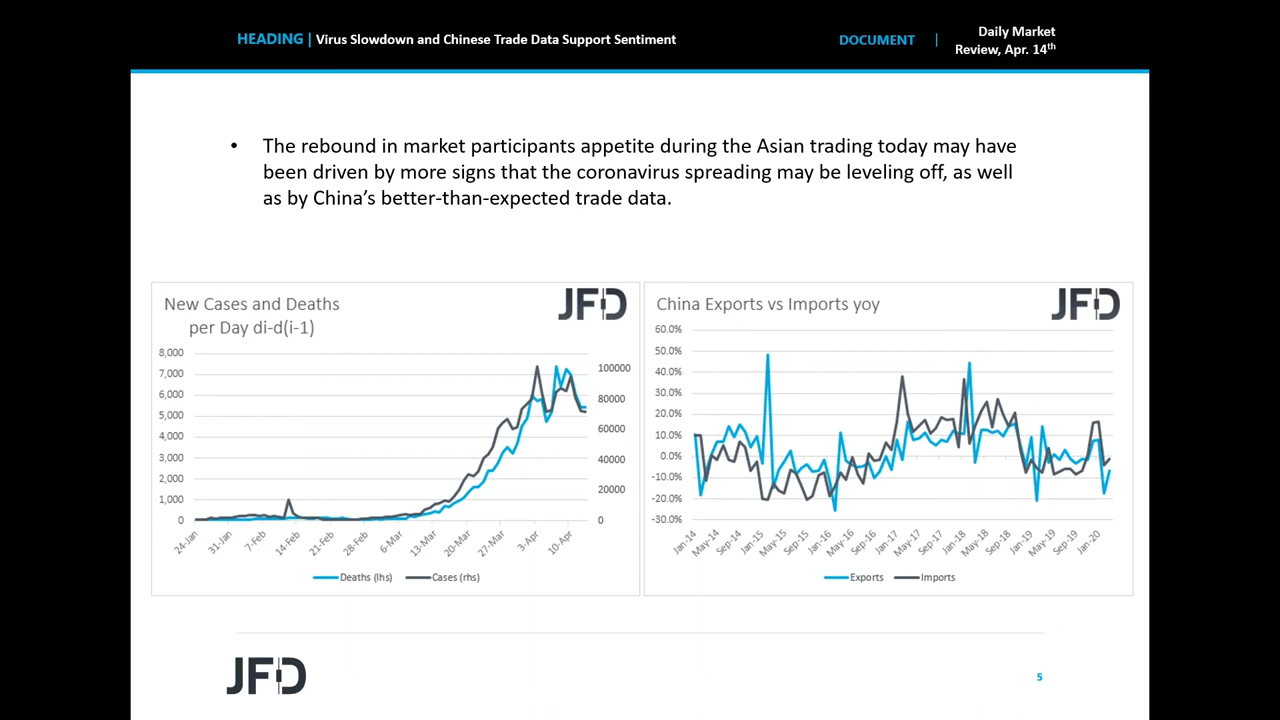 HEADING | Virus Slowdown and Chinese Trade Data Support Sentiment
DOCUMENT |
Daily Market
Review, Apr. 14th
• The rebound in market participants appetite during the Asian trading today may have
been driven by more signs that the coronavirus spreading may be leveling off, as well
as by China's better-than-expected trade data.
New Cases and Deaths
per Day di-d(i-1)
JFD
8,000
7,000
6,000
5,000
4,000
3,000
2,000
1,000
0
100000
80000
60000
40000
20000
0
24-Jan
31-Jan
7-Feb
14-Feb
21-Feb
28-Feb
6-Mar
13-Mar
20-Mar
27-Mar
3-Apr
10-Apr
Deaths (lhs)
Cases (rhs)
China Exports vs Imports yoy
JFD
60.0%
50.0%
40.0%
30.0%
20.0%
10.0%
0.0%
-10.0%
-20.0%
-30.0%
Jan-14
May-14
Sep-14
Jan-15
May-15
Sep-15
Jan-16
May-16
Sep-16
Jan-17
May-17
Sep-17
Jan-18
May-18
Sep-18
Jan-19
May-19
Sep-19
Jan-20
Exports
Imports
JFD
5